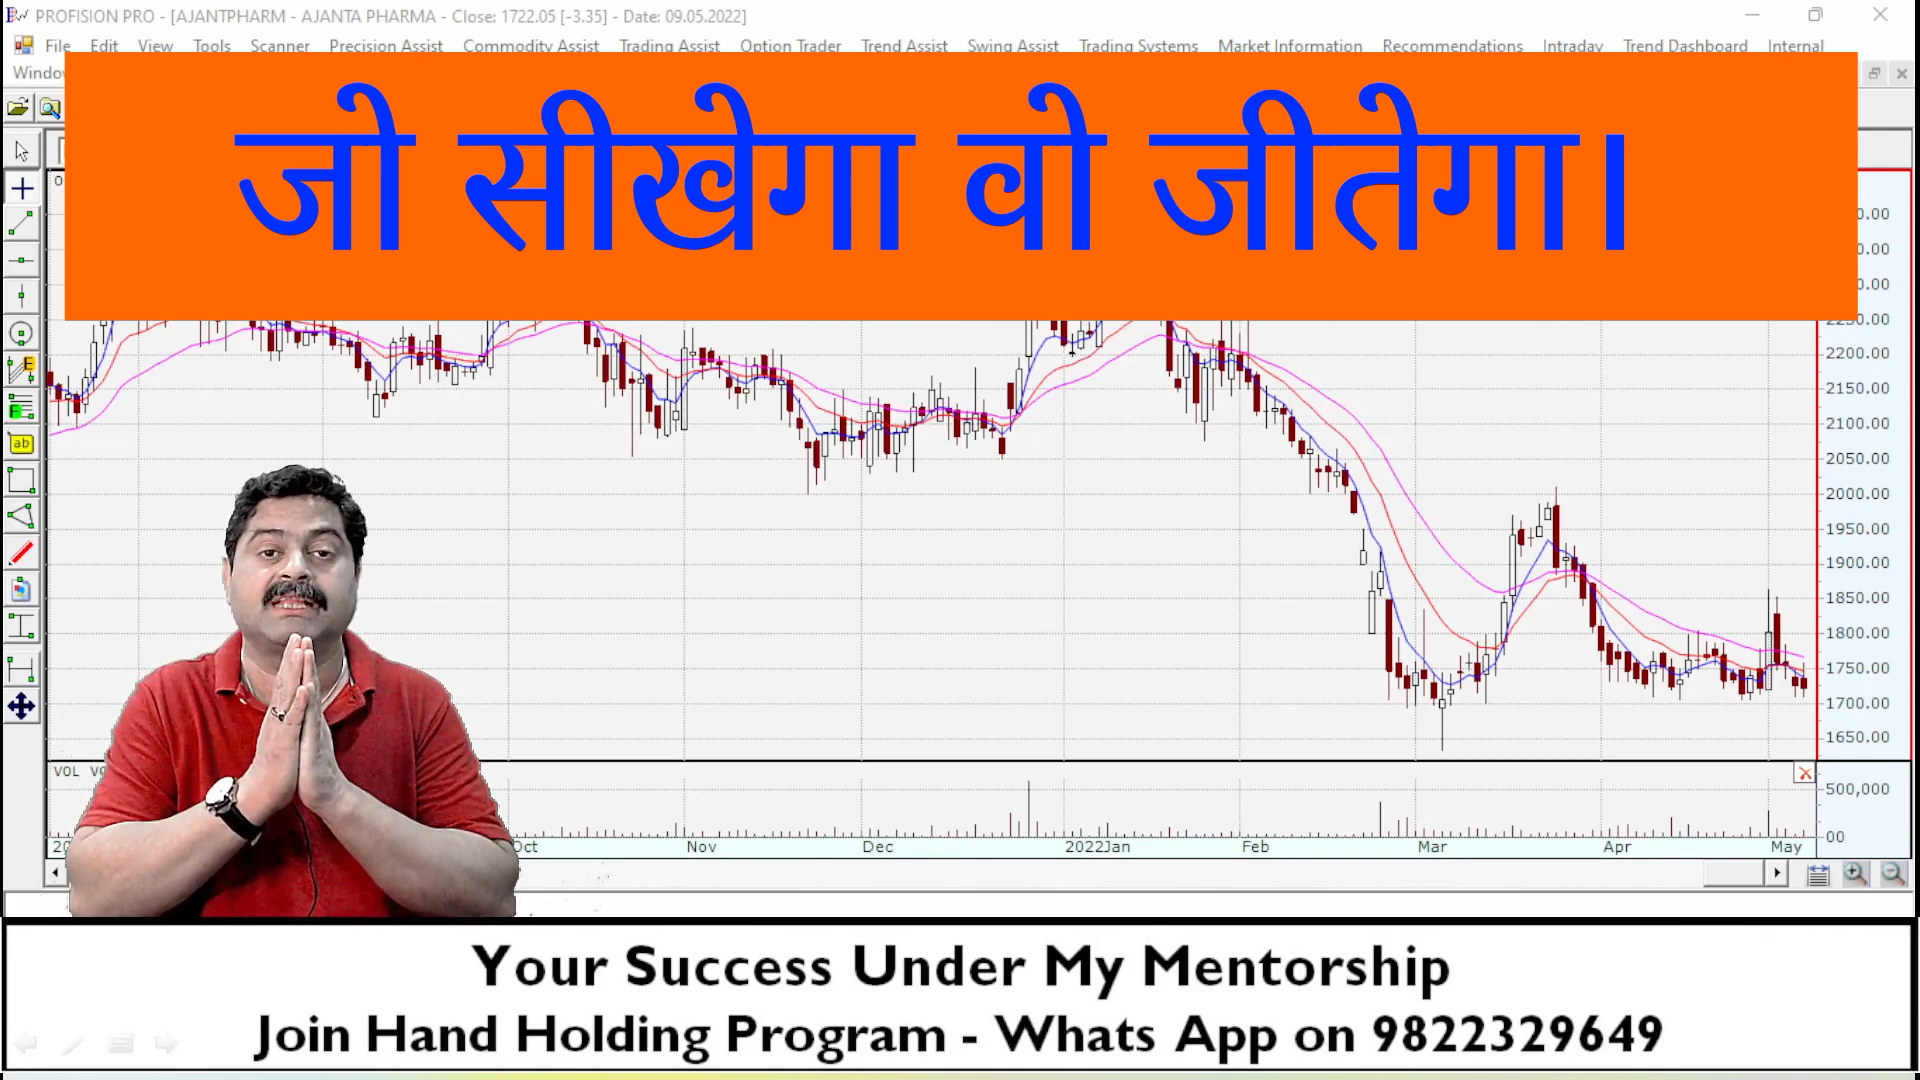 PROFISION PRO - [AJANTPHARM - AJANTA PHARMA - Close: 1722.05 [-3.35] - Date: 09.05.2022]
File Edit View Tools Scanner Precision Assist Commodity Assist Trading Assist Option Trader Trend Assist Swing Assist Trading Systems Market Information Recommendations Intraday Trend Dashboard Internal
जो सीखेगा वो जीतेगा।
2200.00
2150.00
2100.00
2050.00
2000.00
1950.00
1900.00
1850.00
1800.00
1750.00
1700.00
1650.00
VOL
500,000
00
Oct Nov Dec 2022Jan Feb Mar Apr May
Your Success Under My Mentorship
Join Hand Holding Program - Whats App on 9822329649